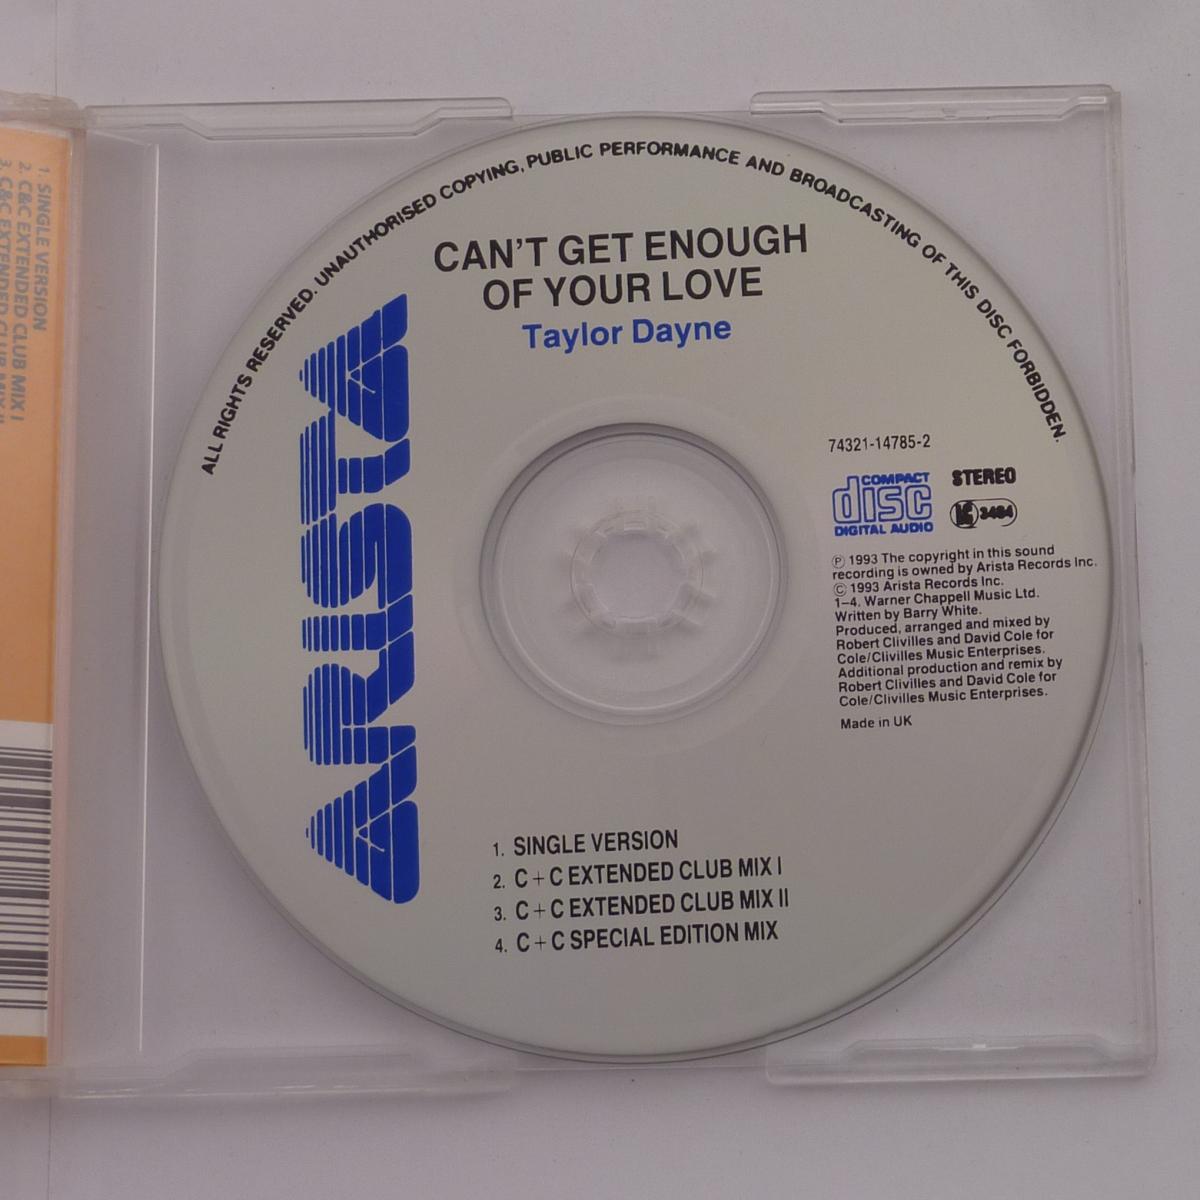 ALL RIGHTS RESERVED. UNAUTHORISED COPYING, PUBLIC PERFORMANCE AND BROADCASTING OF THIS DISC FORBIDDEN.
CAN'T GET ENOUGH
OF YOUR LOVE
Taylor Dayne
ARISTA
74321-14785-2
COMPACT
disc
DIGITAL AUDIO
STEREO
LC 3484
Ⓟ 1993 The copyright in this sound
recording is owned by Arista Records Inc.
© 1993 Arista Records Inc.
1–4. Warner Chappell Music Ltd.
Written by Barry White.
Produced, arranged and mixed by
Robert Clivilles and David Cole for
Cole/Clivilles Music Enterprises.
Additional production and remix by
Robert Clivilles and David Cole for
Cole/Clivilles Music Enterprises.
Made in UK
1. SINGLE VERSION
2. C+C EXTENDED CLUB MIX I
3. C+C EXTENDED CLUB MIX II
4. C+C SPECIAL EDITION MIX
1. SINGLE VERSION
2. C&C EXTENDED CLUB MIX I
3. C&C EXTENDED CLUB MIX II